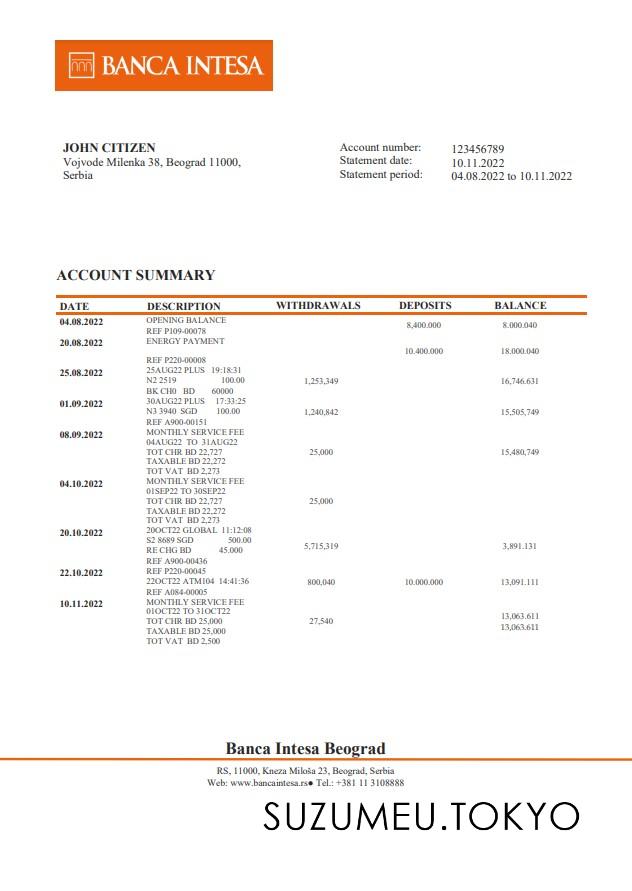 BANCA INTESA
JOHN CITIZEN
Vojvode Milenka 38, Beograd 11000,
Serbia
Account number: 123456789
Statement date: 10.11.2022
Statement period: 04.08.2022 to 10.11.2022
ACCOUNT SUMMARY
DATE DESCRIPTION WITHDRAWALS DEPOSITS BALANCE
04.08.2022 OPENING BALANCE
8,400.000 8.000.040
REF P109-00078
20.08.2022 ENERGY PAYMENT
10.400.000 18.000.040
REF P220-00008
25.08.2022 25AUG22 PLUS 19:18:31
N2 2519 100.00 1,253,349 16,746.631
BK CH0 BD 60000
01.09.2022 30AUG22 PLUS 17:33:25
N3 3940 SGD 100.00 1,240,842 15,505,749
REF A900-00151
08.09.2022 MONTHLY SERVICE FEE
04AUG22 TO 31AUG22
TOT CHR BD 22,727 25,000 15,480,749
TAXABLE BD 22,272
TOT VAT BD 2,273
04.10.2022 MONTHLY SERVICE FEE
01SEP22 TO 30SEP22
TOT CHR BD 22,727 25,000
TAXABLE BD 22,272
TOT VAT BD 2,273
20.10.2022 20OCT22 GLOBAL 11:12:08
S2 8689 SGD 500.00
RE CHG BD 45.000 5,715,319 3,891.131
REF A900-00436
22.10.2022 REF P220-00045
22OCT22 ATM104 14:41:36 800,040 10.000.000 13,091.111
REF A084-00005
10.11.2022 MONTHLY SERVICE FEE
01OCT22 TO 31OCT22
13,063.611
TOT CHR BD 25,000 27,540
TAXABLE BD 25,000 13,063.611
TOT VAT BD 2,500
Banca Intesa Beograd
RS, 11000, Kneza Miloša 23, Beograd, Serbia
Web: www.bancaintesa.rs● Tel.: +381 11 3108888
SUZUMEU.TOKYO